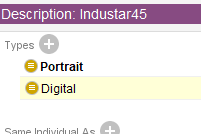 Description: Industar45
Types
Portrait
Digital
Same Individual As